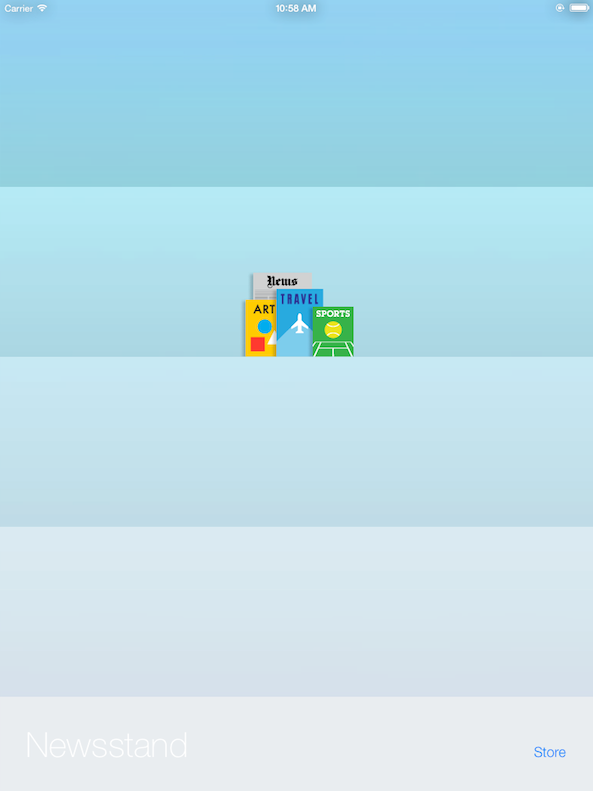 Carrier
10:58 AM
News
TRAVEL
ART
SPORTS
Newsstand
Store